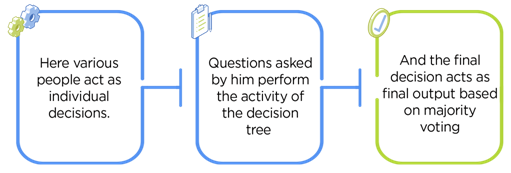 Here various
people act as
individual
decisions.
Questions asked
by him perform
the activity of
the decision
tree
And the final
decision acts as
final output based
on majority
voting